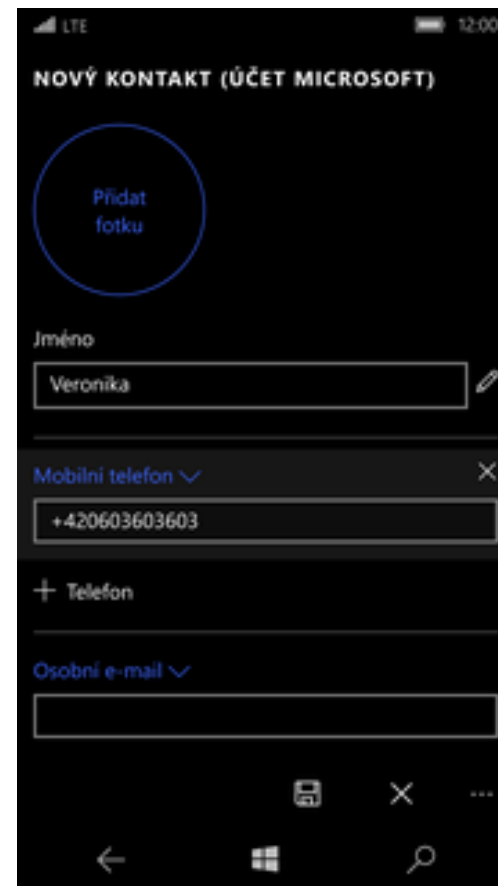 LTE 12:00
NOVÝ KONTAKT (ÚČET MICROSOFT)
Přidat
fotku
Jméno
Veronika
Mobilní telefon
+420603603603
+ Telefon
Osobní e-mail